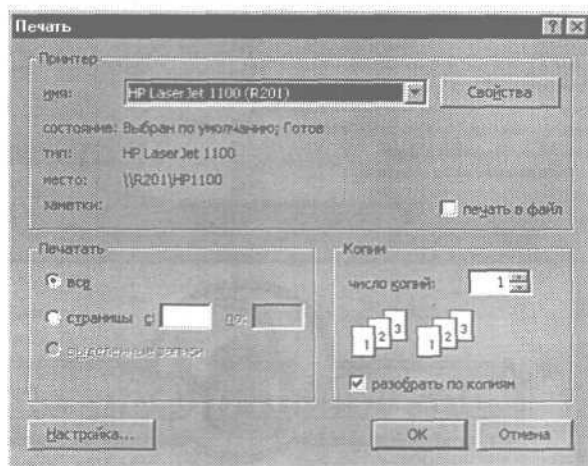 Печать
Принтер
имя: HP LaserJet 1100 (R201)
Свойства
состояние: Выбран по умолчанию; Готов
тип: HP LaserJet 1100
место: \\R201\HP1100
заметки:
печать в файл
Печатать
все
страницы с: по:
выделенные записи
Копии
число копий: 1
1 2 3 1 2 3
разобрать по копиям
Настройка...
OK
Отмена